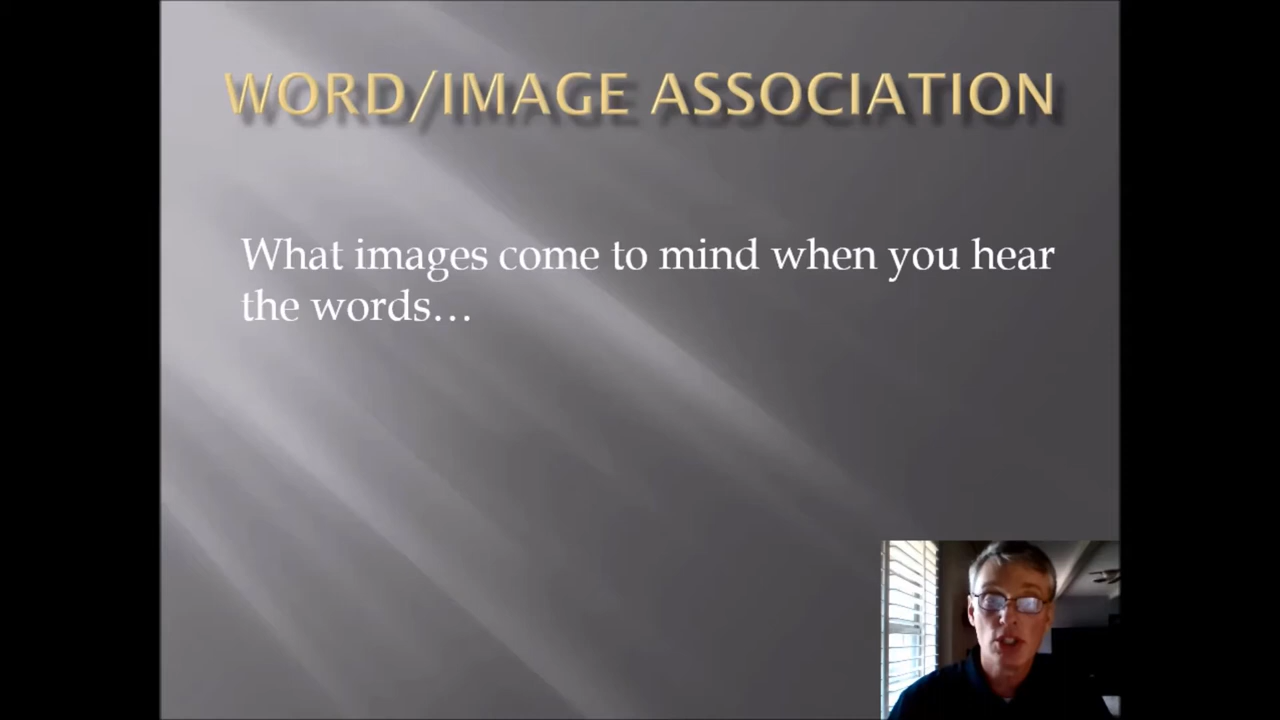 WORD/IMAGE ASSOCIATION
What images come to mind when you hear
the words…